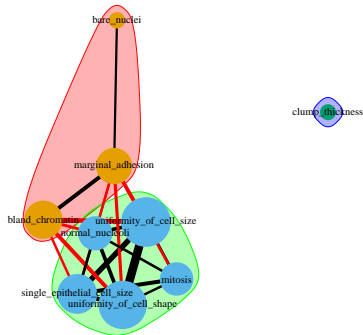 bare_nuclei
clump_thickness
marginal_adhesion
bland_chromatin
uniformity_of_cell_size
normal_nucleoli
mitosis
single_epithelial_cell_size
uniformity_of_cell_shape